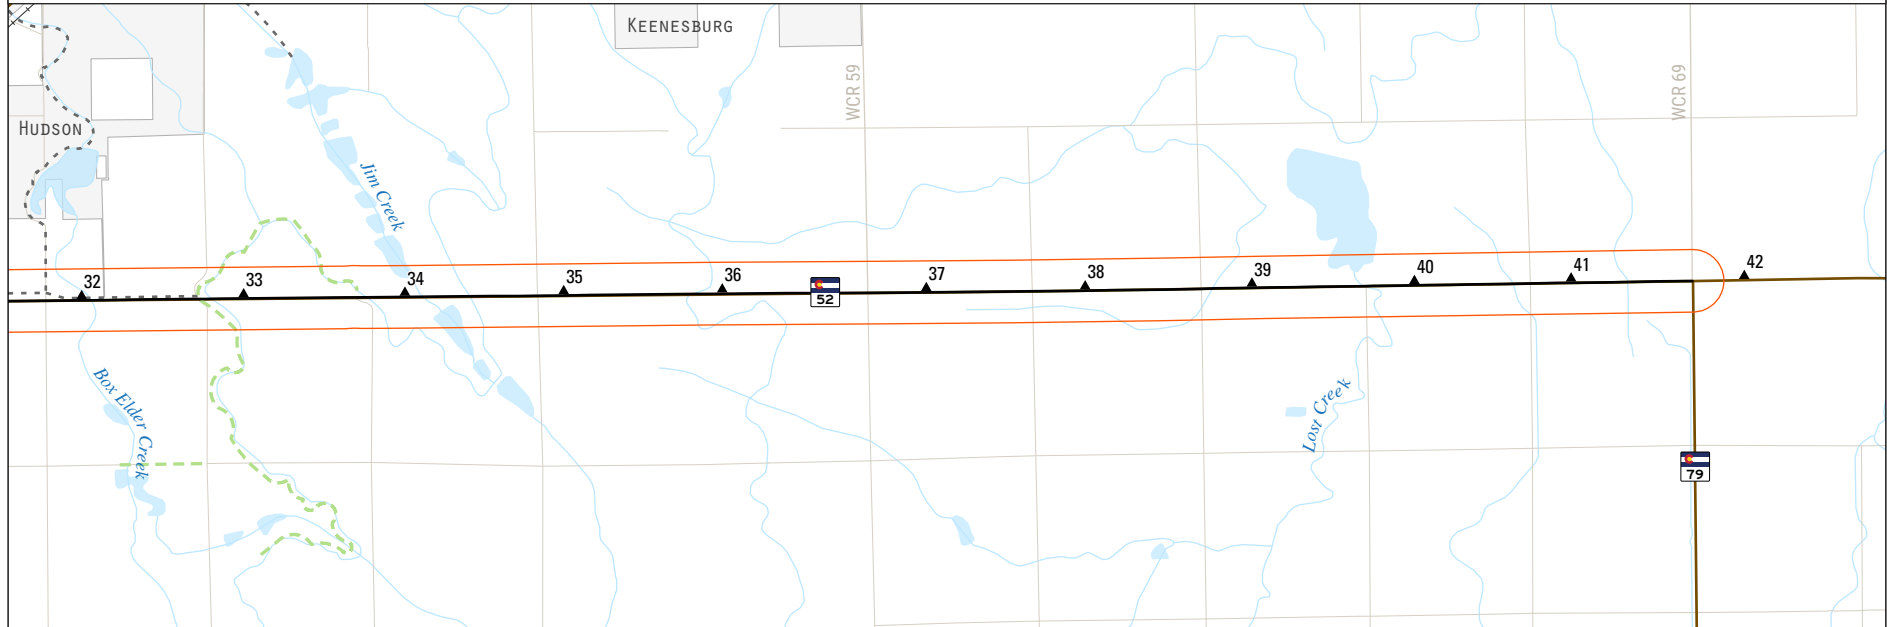 KEENESBURG
WCR 59
WCR 69
HUDSON
Jim Creek
32
33
34
35
36
52
37
38
39
40
41
42
Box Elder Creek
Lost Creek
79